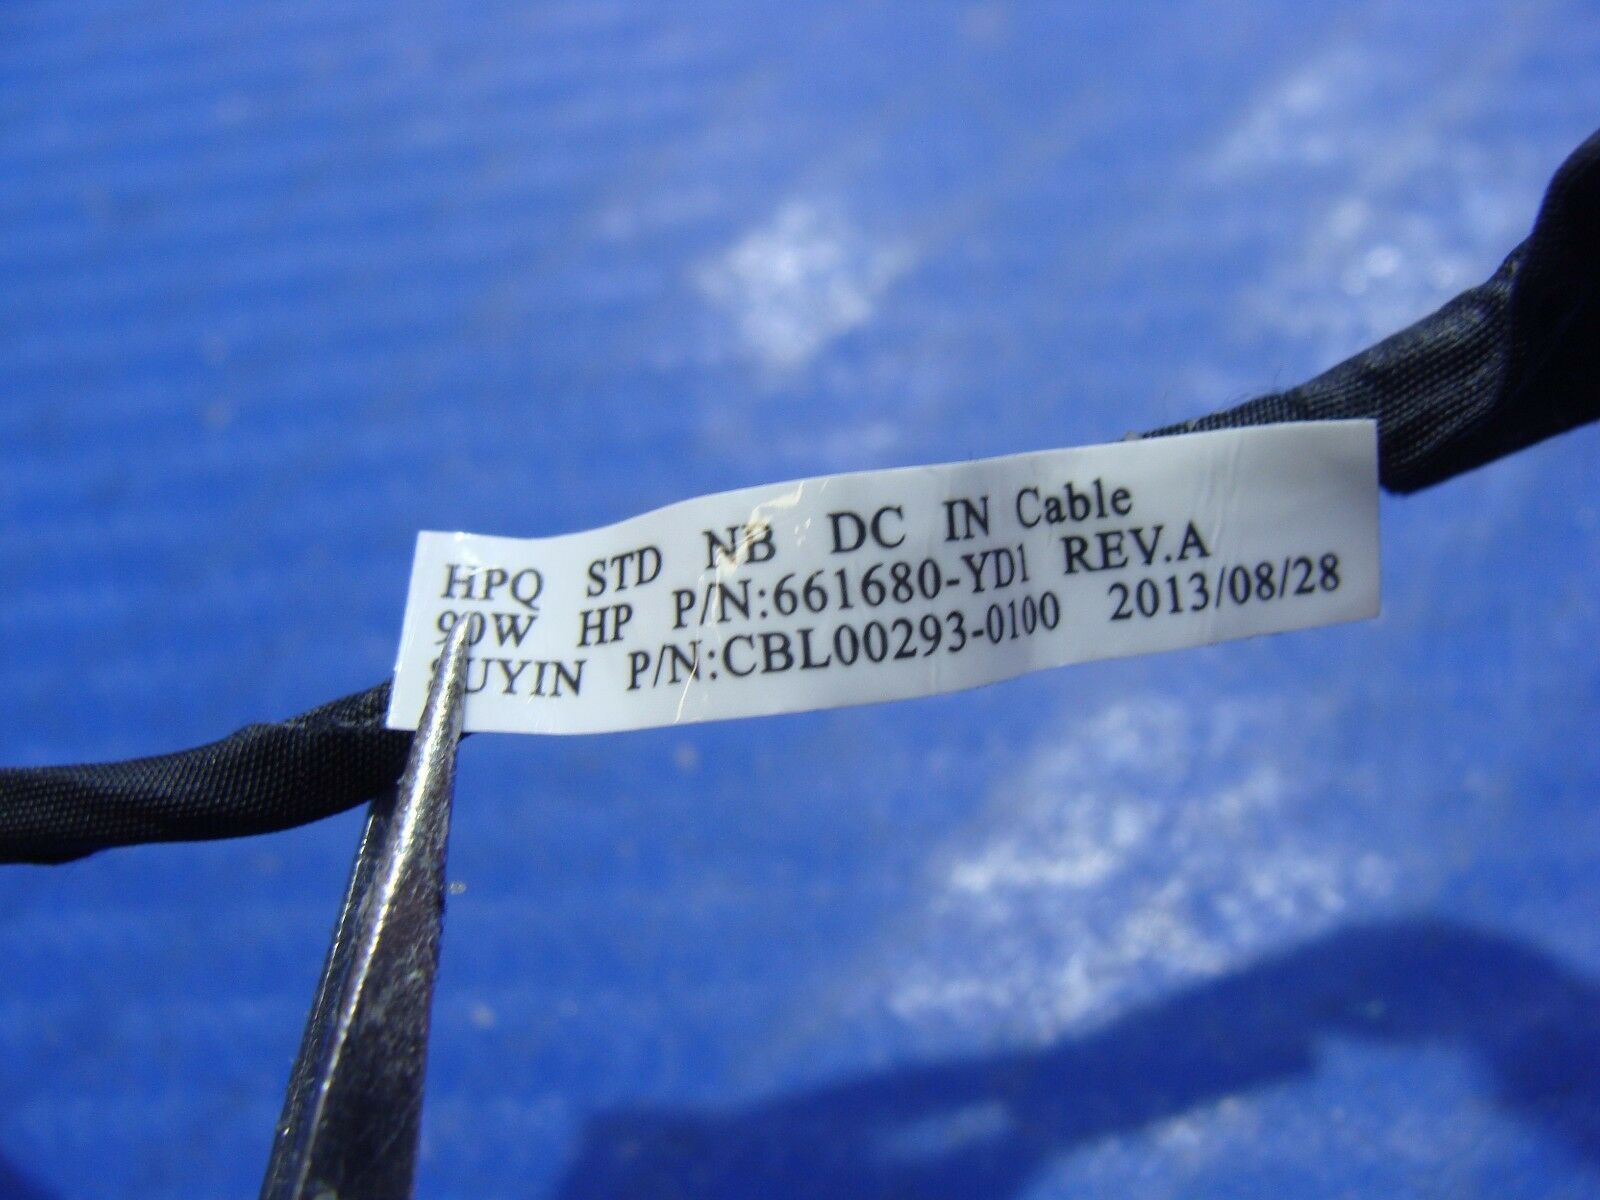 HPQ STD NB DC IN Cable
90W HP P/N:661680-YD1 REV.A
SUYIN P/N:CBL00293-0100 2013/08/28